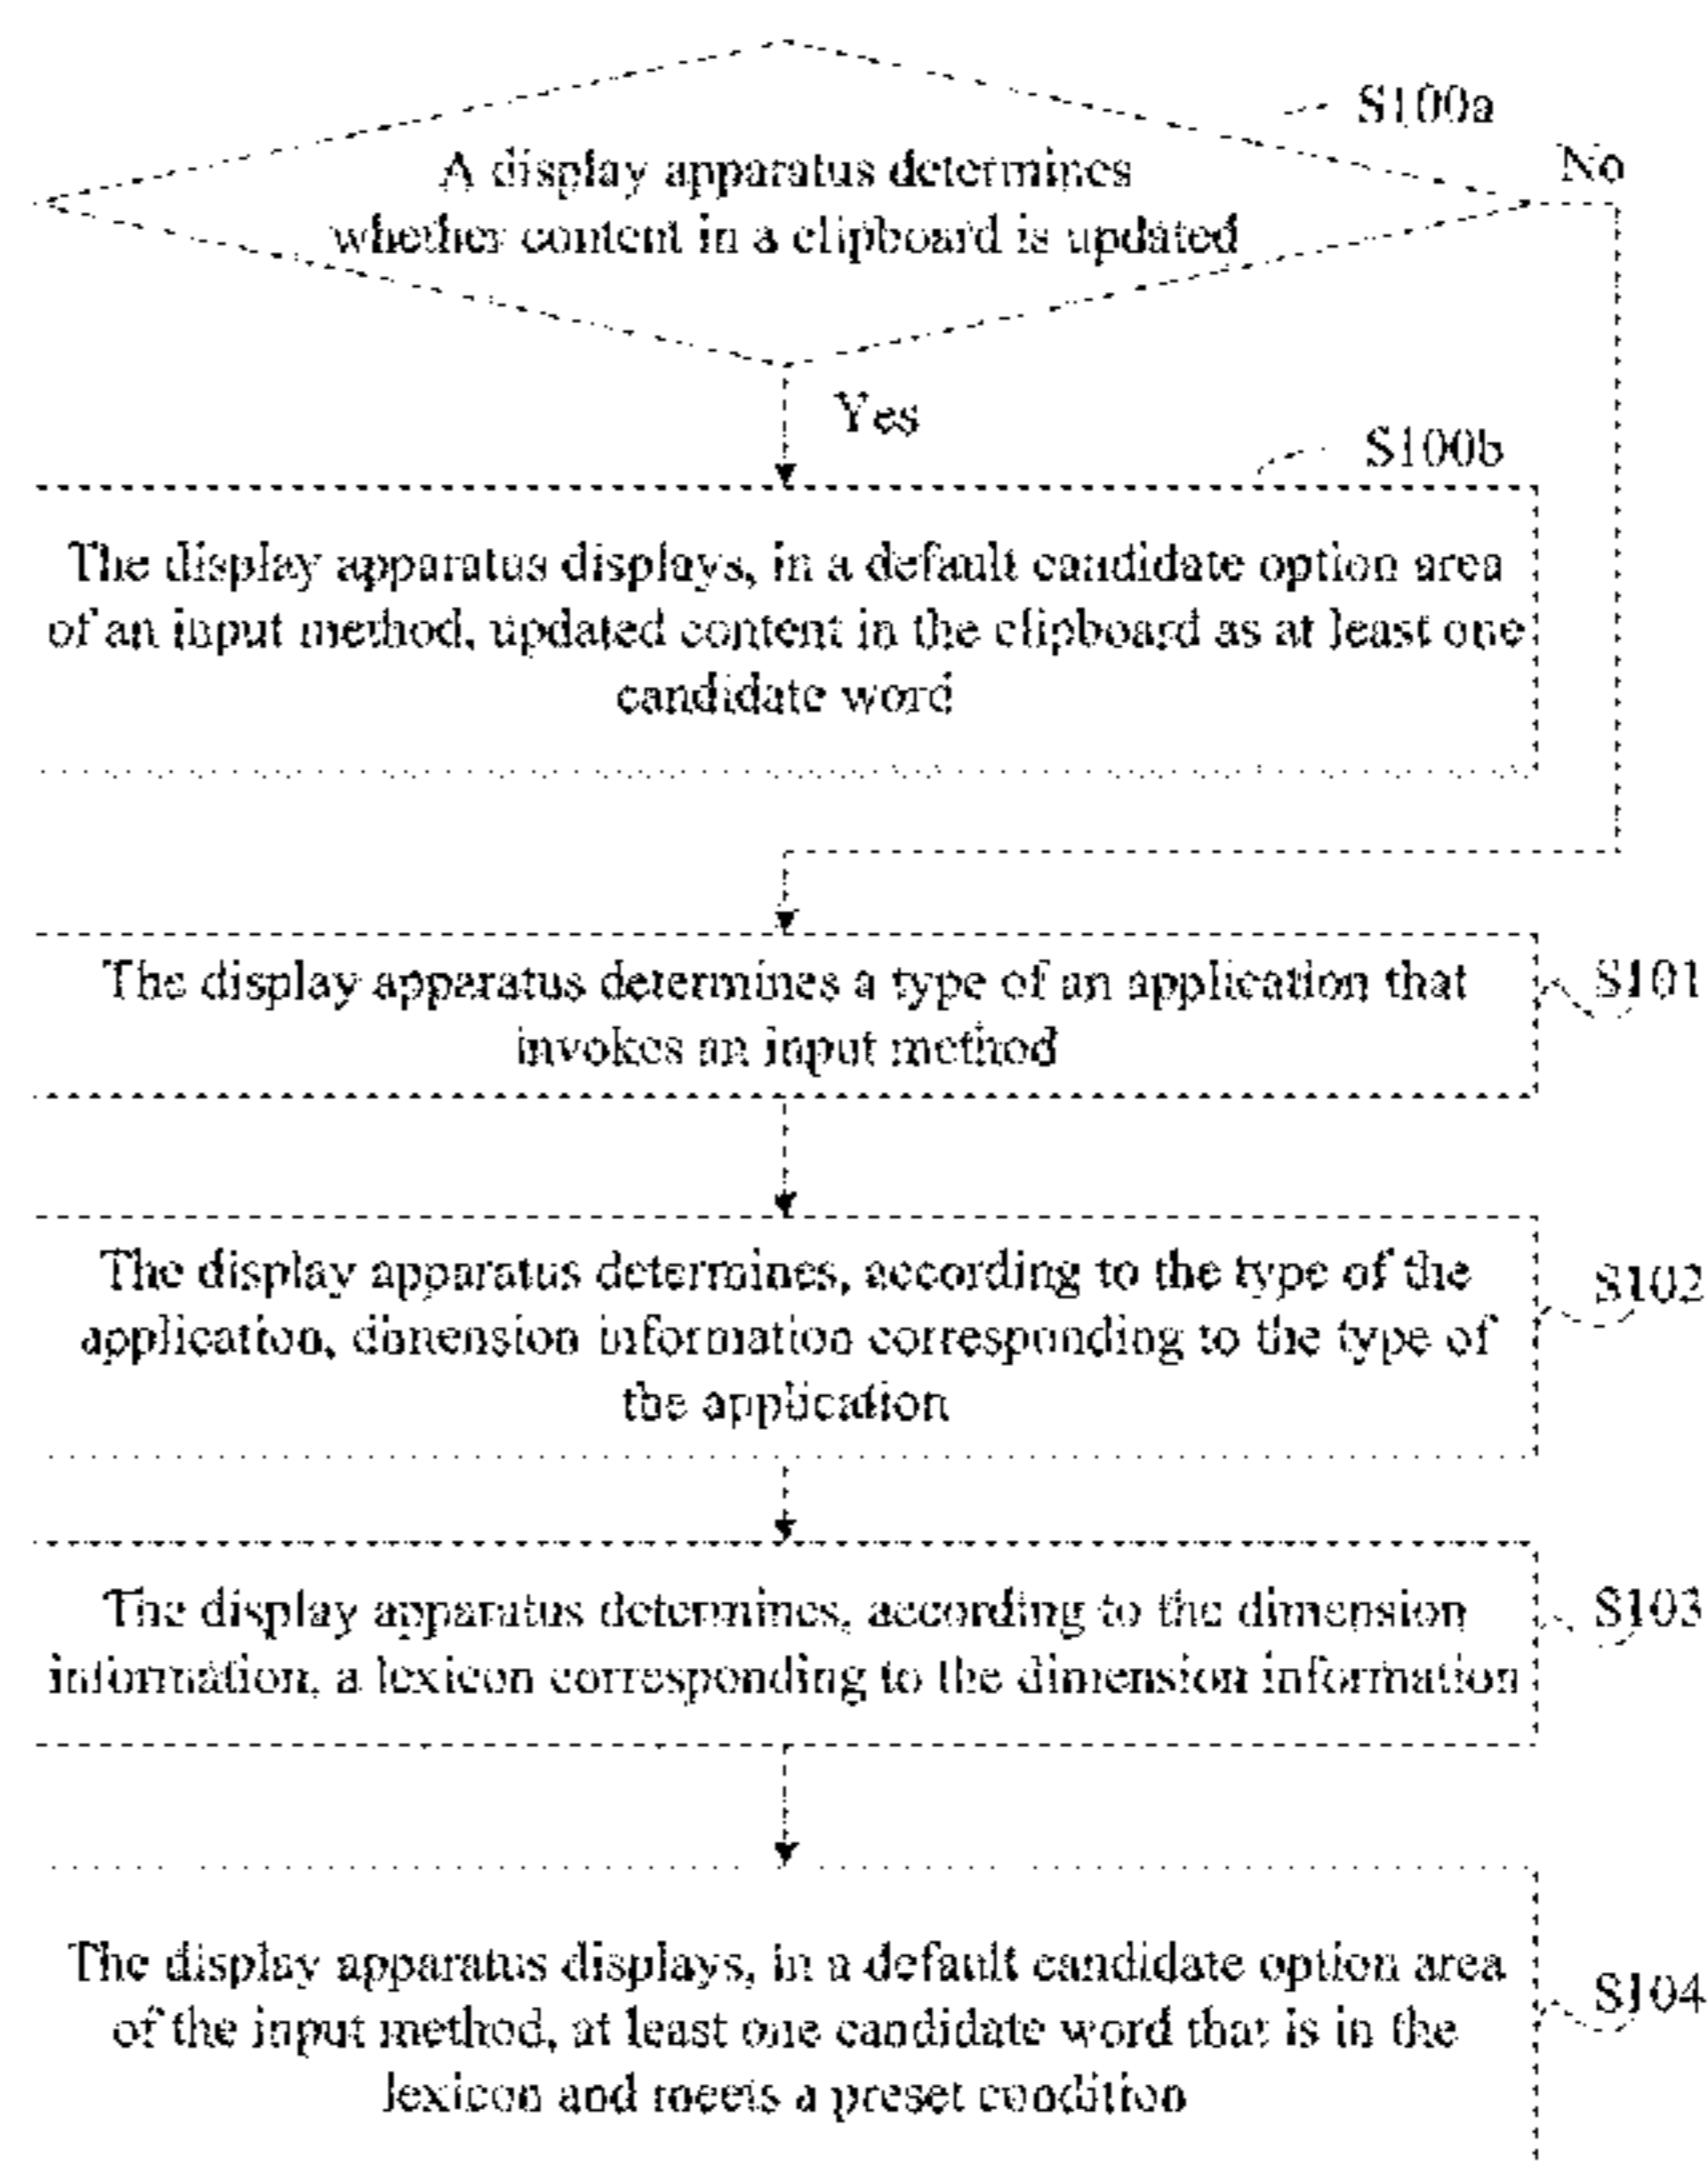 S100a
No
A display apparatus determines
whether content in a clipboard is updated
Yes
S100b
The display apparatus displays, in a default candidate option area
of an input method, updated content in the clipboard as at least one
candidate word
The display apparatus determines a type of an application that
invokes an input method
S101
The display apparatus determines, according to the type of the
application, dimension information corresponding to the type of
the application
S102
The display apparatus determines, according to the dimension
information, a lexicon corresponding to the dimension information
S103
The display apparatus displays, in a default candidate option area
of the input method, at least one candidate word that is in the
lexicon and meets a preset condition
S104